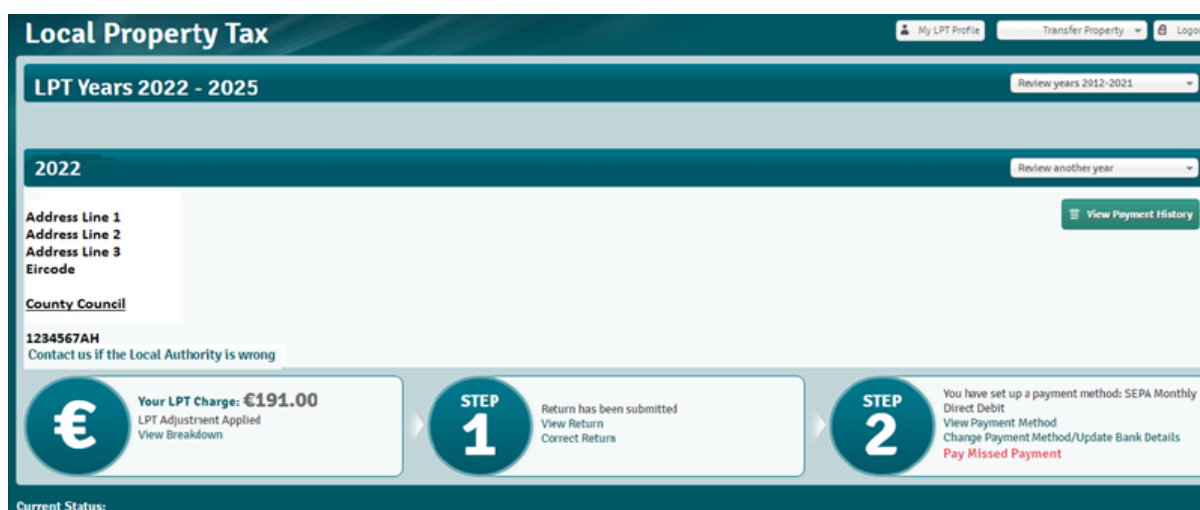 Local Property Tax
My LPT Profile
Transfer Property
Logou
LPT Years 2022 - 2025
Review years 2012-2021
2022
Review another year
Address Line 1
Address Line 2
Address Line 3
Eircode
View Payment History
County Council
1234567AH
Contact us if the Local Authority is wrong
€
Your LPT Charge: €191.00
LPT Adjustment Applied
View Breakdown
STEP
1
Return has been submitted
View Return
Correct Return
STEP
2
You have set up a payment method: SEPA Monthly
Direct Debit
View Payment Method
Change Payment Method/Update Bank Details
Pay Missed Payment
Current Status: